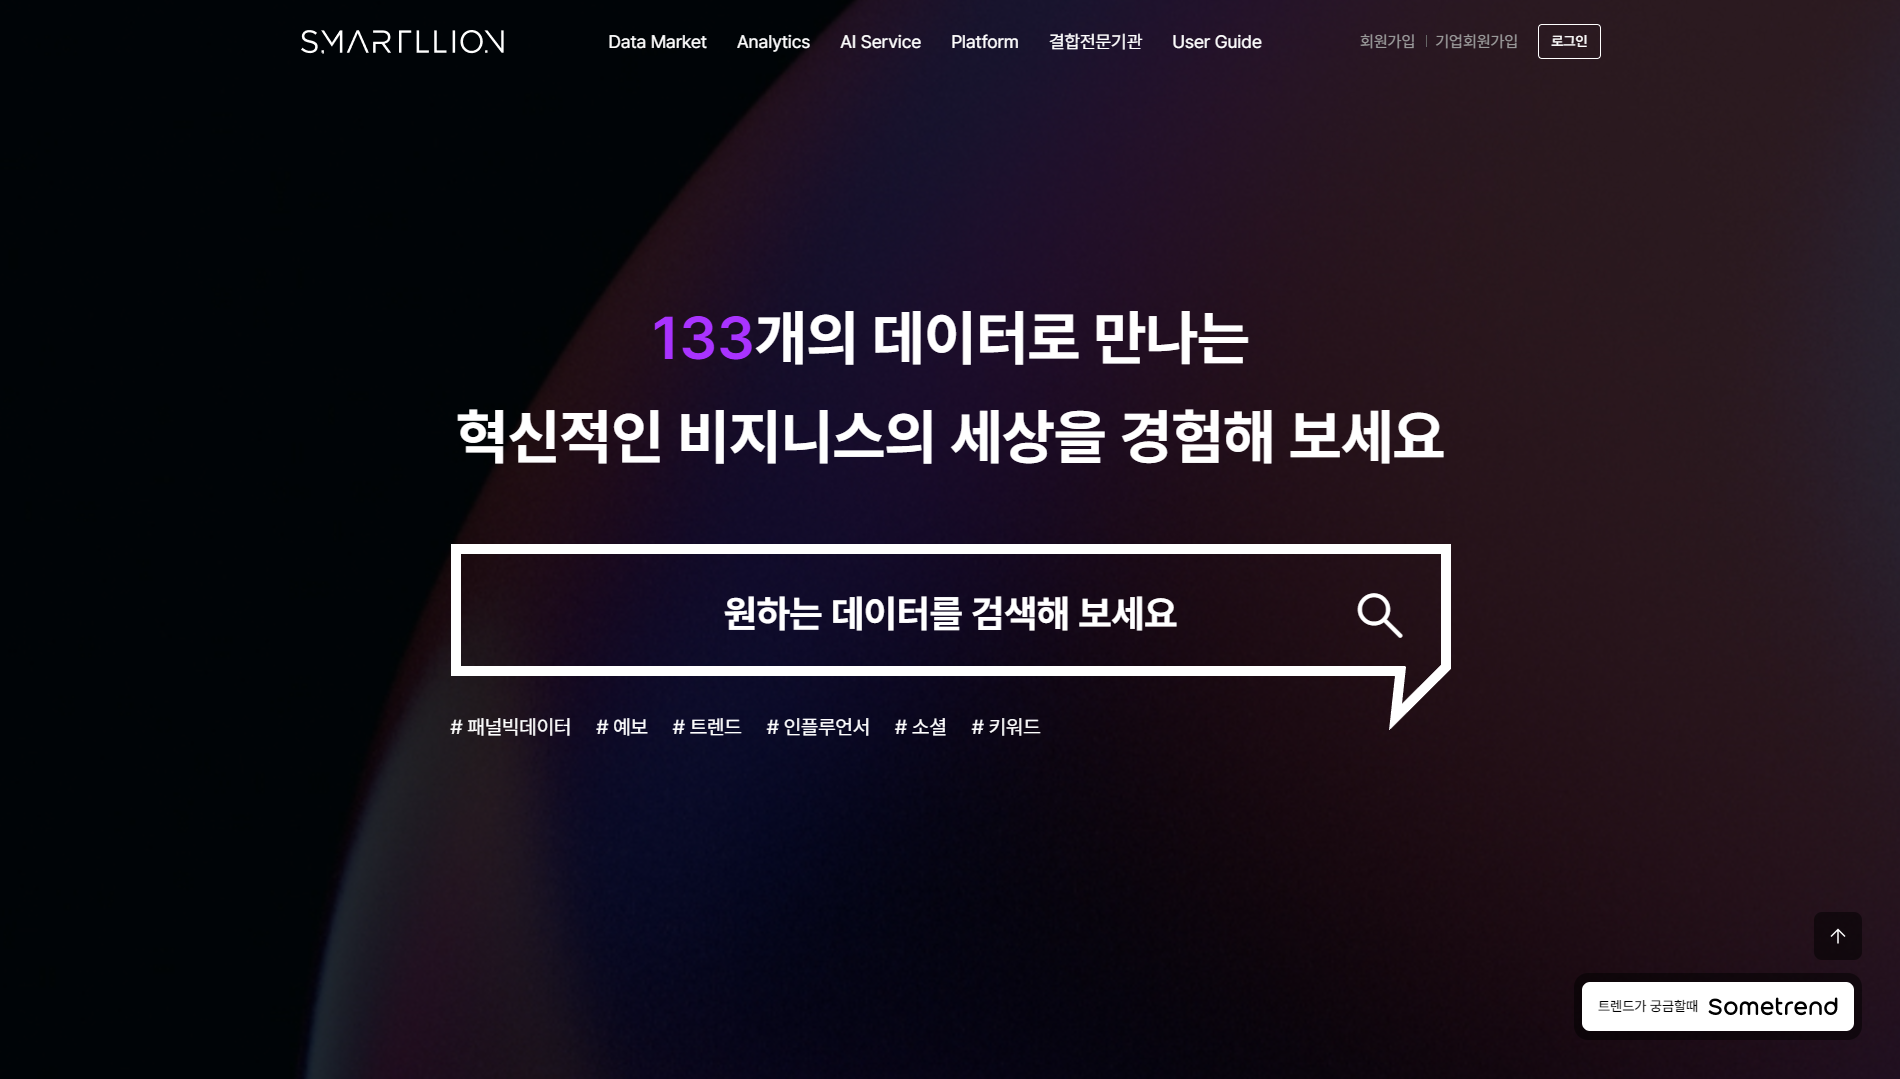 SMARTLLION
Data Market Analytics AI Service Platform 결합전문기관 User Guide
회원가입 | 기업회원가입 로그인
133개의 데이터로 만나는
혁신적인 비지니스의 세상을 경험해 보세요
원하는 데이터를 검색해 보세요
# 패널빅데이터 # 예보 # 트렌드 # 인플루언서 # 소셜 # 키워드
트렌드가 궁금할때 Sometrend